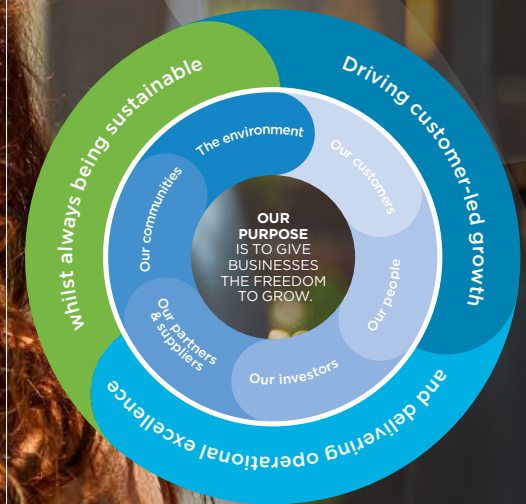 Driving customer-led growth
and delivering operational excellence
whilst always being sustainable
Our customers
Our people
Our investors
Our partners
& suppliers
Our communities
The environment
OUR
PURPOSE
IS TO GIVE
BUSINESSES
THE FREEDOM
TO GROW.